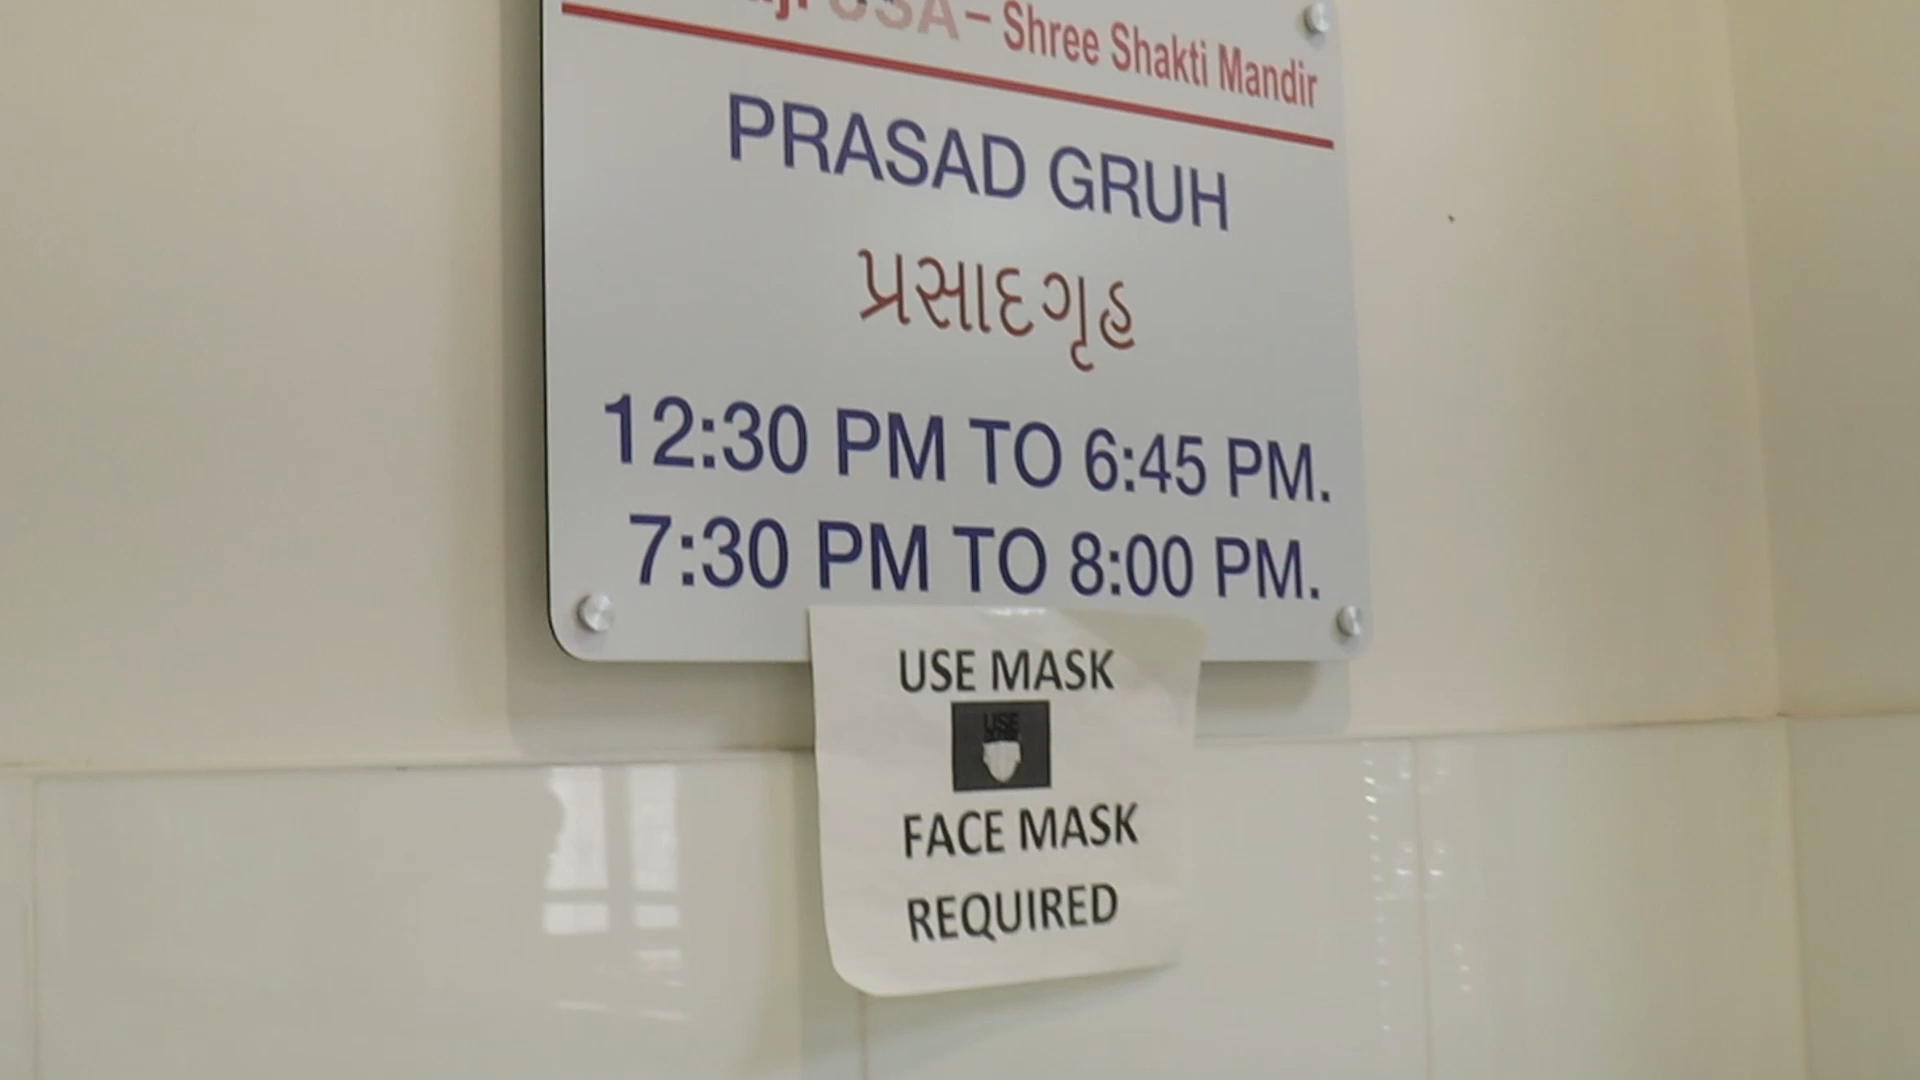 USA – Shree Shakti Mandir
PRASAD GRUH
પ્રસાદગૃહ
12:30 PM TO 6:45 PM.
7:30 PM TO 8:00 PM.
USE MASK
USE
FACE MASK
REQUIRED